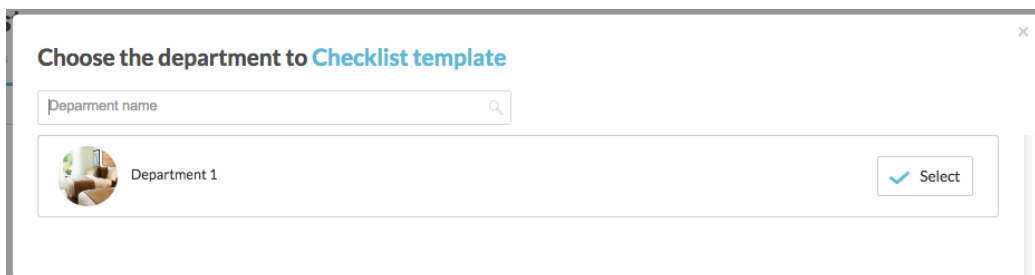 Choose the department to Checklist template
Deparment name
Department 1
Select